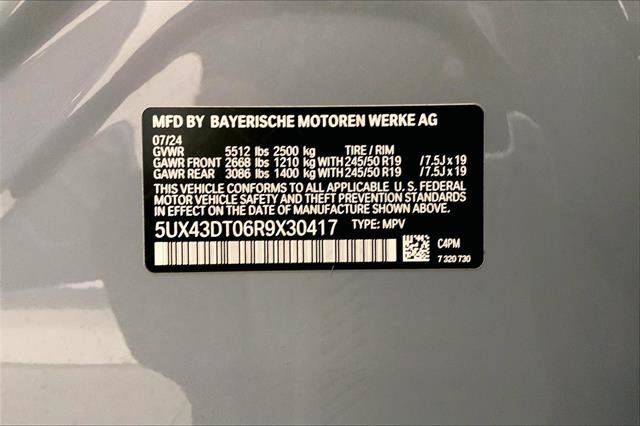 MFD BY BAYERISCHE MOTOREN WERKE AG
07/24
GVWR 5512 lbs 2500 kg TIRE / RIM
GAWR FRONT 2668 lbs 1210 kg WITH 245/50 R19 /7.5J x 19
GAWR REAR 3086 lbs 1400 kg WITH 245/50 R19 /7.5J x 19
THIS VEHICLE CONFORMS TO ALL APPLICABLE U.S. FEDERAL
MOTOR VEHICLE SAFETY BUMPER AND THEFT PREVENTION
STANDARDS IN EFFECT ON THE DATE OF MANUFACTURE SHOWN ABOVE.
5UX43DT06R9X30417 TYPE: MPV
C4PM
7 320 730